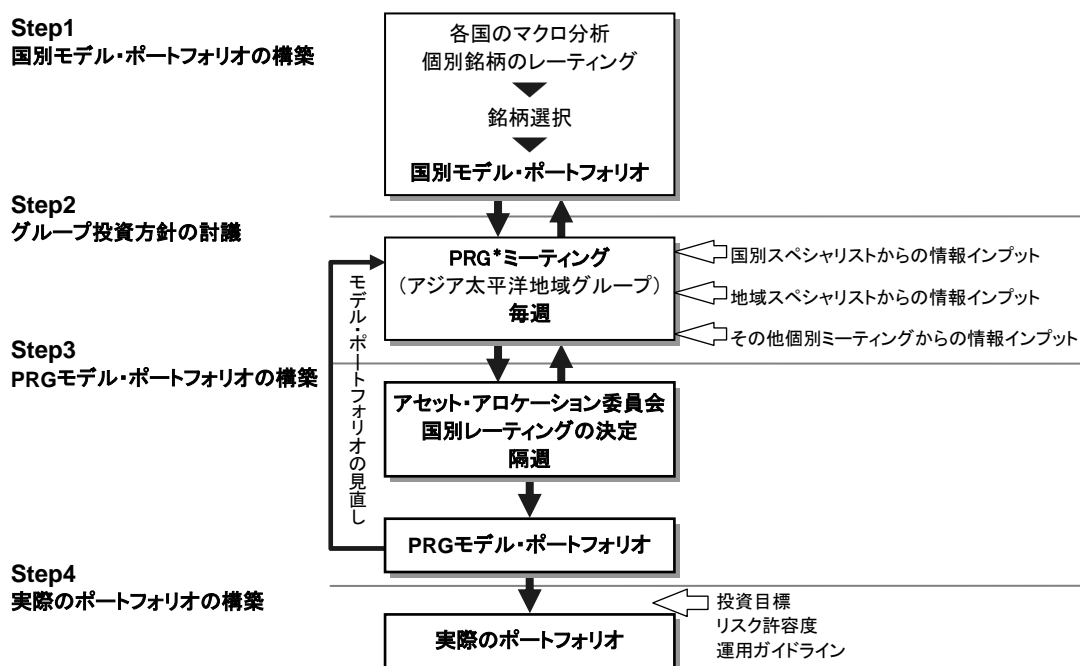 Step1
国別モデル・ポートフォリオの構築
各国のマクロ分析
個別銘柄のレーティング
銘柄選択
国別モデル・ポートフォリオ
Step2
グループ投資方針の討議
PRG*ミーティング
（アジア太平洋地域グループ）
毎週
国別スペシャリストからの情報インプット
地域スペシャリストからの情報インプット
その他個別ミーティングからの情報インプット
モデル・ポートフォリオの見直し
Step3
PRGモデル・ポートフォリオの構築
アセット・アロケーション委員会
国別レーティングの決定
隔週
PRGモデル・ポートフォリオ
Step4
実際のポートフォリオの構築
実際のポートフォリオ
投資目標
リスク許容度
運用ガイドライン